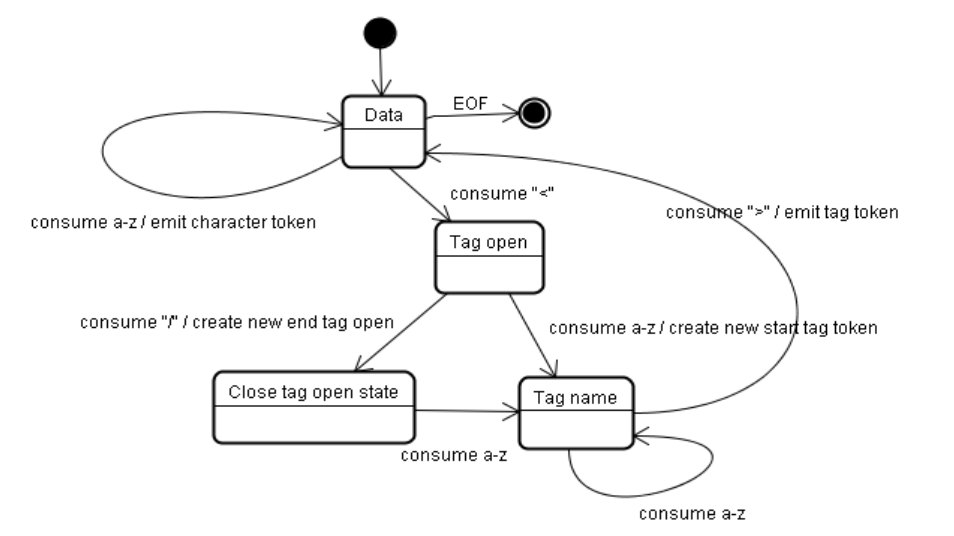 Data
EOF
consume "<"
consume a-z / emit character token
consume ">" / emit tag token
Tag open
consume "/" / create new end tag open
consume a-z / create new start tag token
Close tag open state
Tag name
consume a-z
consume a-z